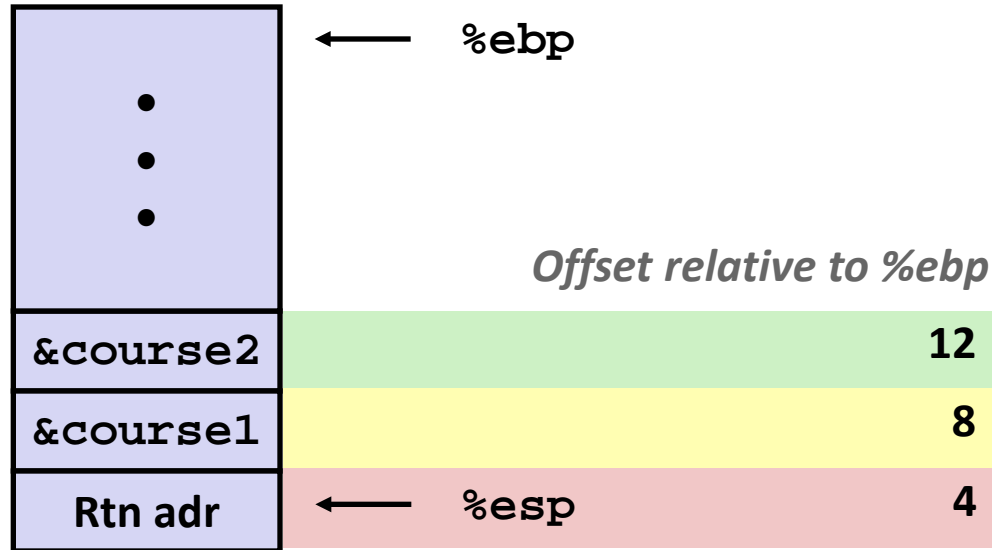 %ebp
Offset relative to %ebp
&course2 12
&course1 8
Rtn adr %esp 4